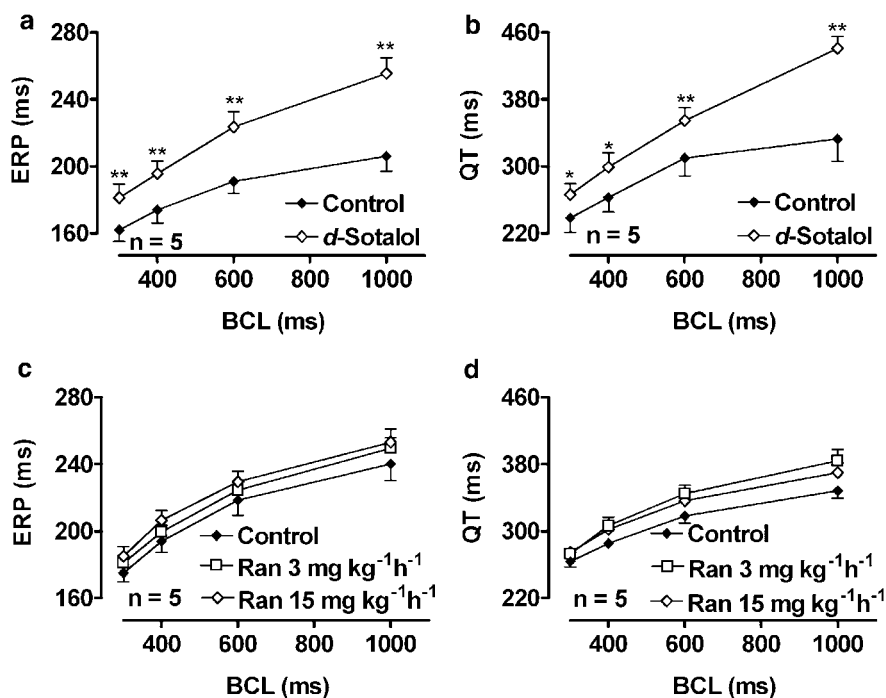 a
280
240
200
160
ERP (ms)
**
**
**
**
Control
d-Sotalol
n = 5
400
600
800
1000
BCL (ms)
b
460
380
300
220
QT (ms)
*
*
**
**
Control
d-Sotalol
n = 5
400
600
800
1000
BCL (ms)
c
280
240
200
160
ERP (ms)
Control
Ran 3 mg kg⁻¹h⁻¹
Ran 15 mg kg⁻¹h⁻¹
n = 5
400
600
800
1000
BCL (ms)
d
460
380
300
220
QT (ms)
Control
Ran 3 mg kg⁻¹h⁻¹
Ran 15 mg kg⁻¹h⁻¹
n = 5
400
600
800
1000
BCL (ms)